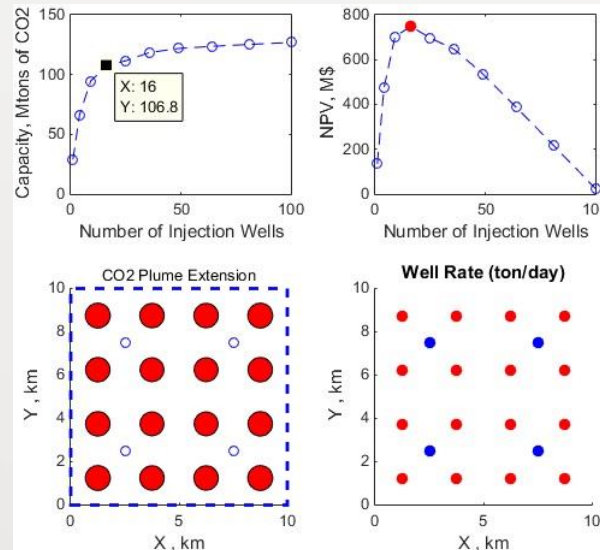 Capacity, Mtons of CO2
150
100
50
0
X: 16
Y: 106.8
0 50 100
Number of Injection Wells
NPV, M$
800
600
400
200
0
0 50 100
Number of Injection Wells
CO2 Plume Extension
Y , km
10
8
6
4
2
0
0 5 10
X , km
Well Rate (ton/day)
Y , km
10
8
6
4
2
0
0 5 10
X , km